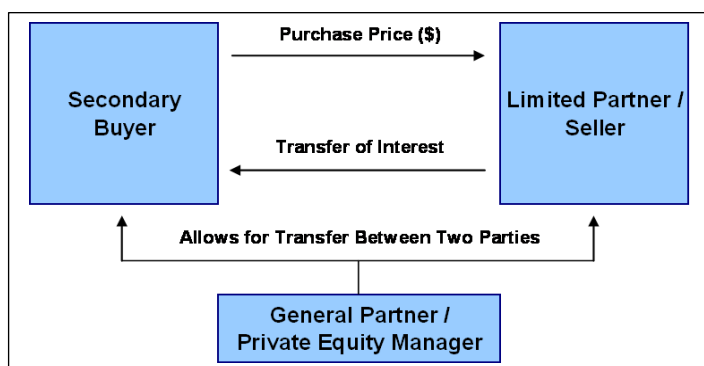 Purchase Price ($)
Secondary
Buyer
Limited Partner /
Seller
Transfer of Interest
Allows for Transfer Between Two Parties
General Partner /
Private Equity Manager